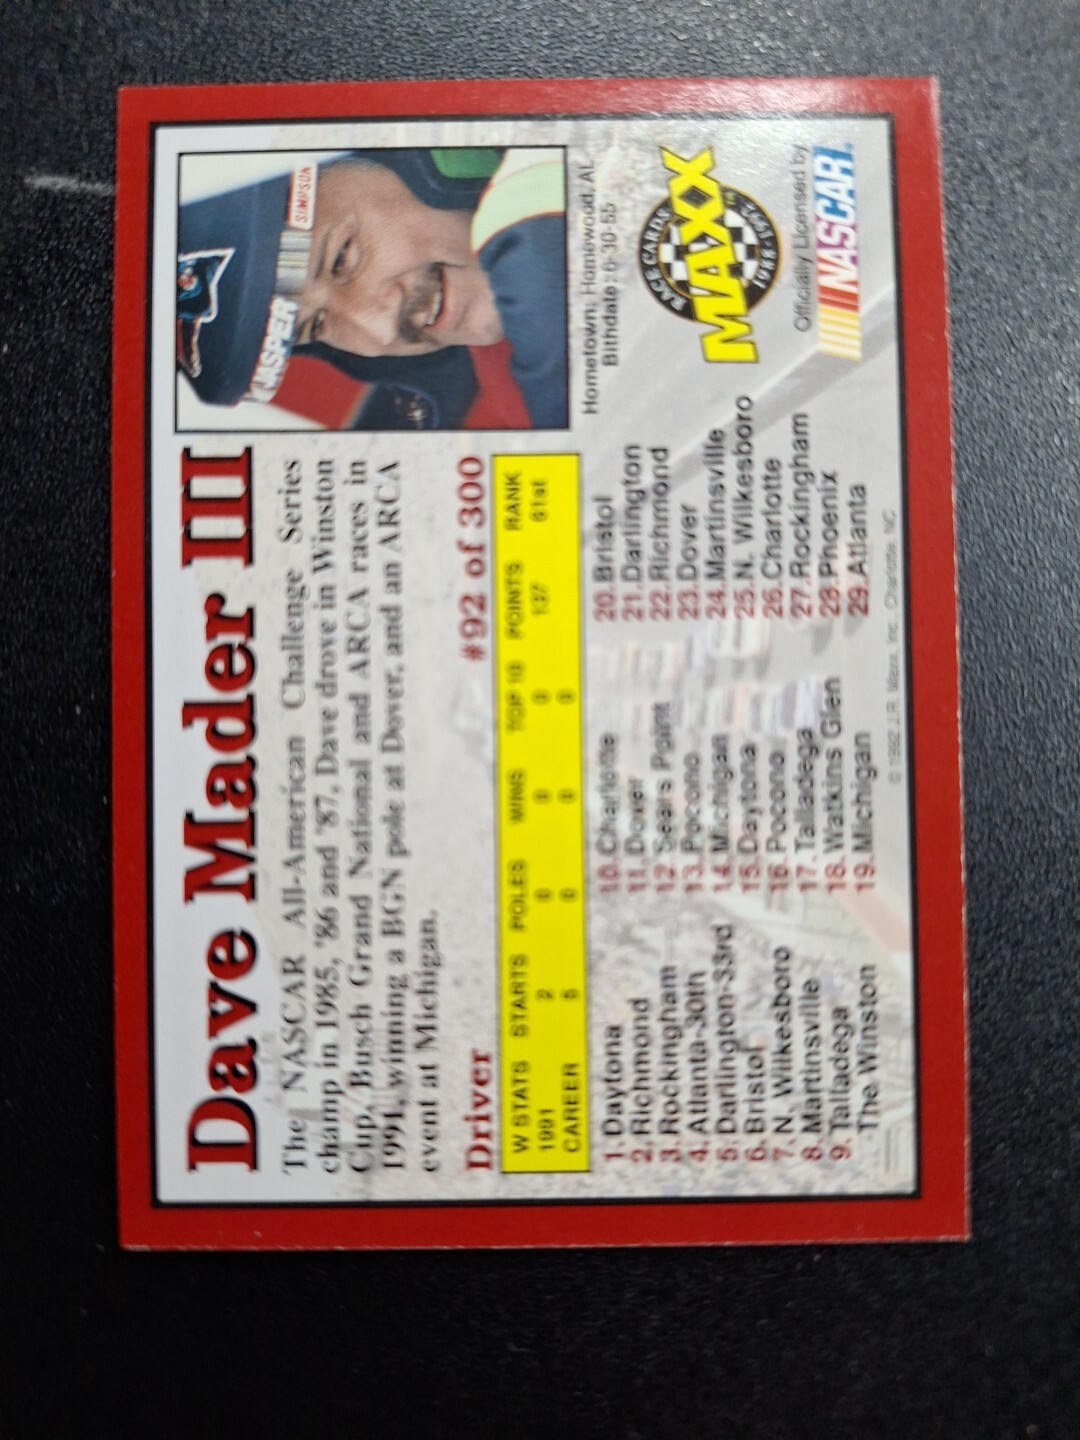 Dave Mader III
The NASCAR All-American Challenge Series
champ in 1985, '86 and '87, Dave drove in Winston
Cup, Busch Grand National and ARCA races in
1991, winning a BGN pole at Dover, and an ARCA
event at Michigan.
Driver #92 of 300
W STATS STARTS POLES WINS TOP 10 POINTS RANK
1991 2 0 0 0 137 61st
CAREER 5 0 0 0
SIMPSON
KASPER
Hometown: Homewood, AL
Bithdate: 6-30-55
1. Daytona
2. Richmond
3. Rockingham
4. Atlanta-30th
5. Darlington-33rd
6. Bristol
7. N. Wilkesboro
8. Martinsville
9. Talladega
The Winston
10. Charlotte
11. Dover
12. Sears Point
13. Pocono
14. Michigan
15. Daytona
16. Pocono
17. Talladega
18. Watkins Glen
19. Michigan
20. Bristol
21. Darlington
22. Richmond
23. Dover
24. Martinsville
25. N. Wilkesboro
26. Charlotte
27. Rockingham
28. Phoenix
29. Atlanta
RACE CARDS
MAXX
1988-1992
Officially Licensed by
NASCAR
© 1992 J.R. Maxx, Inc. Charlotte, NC